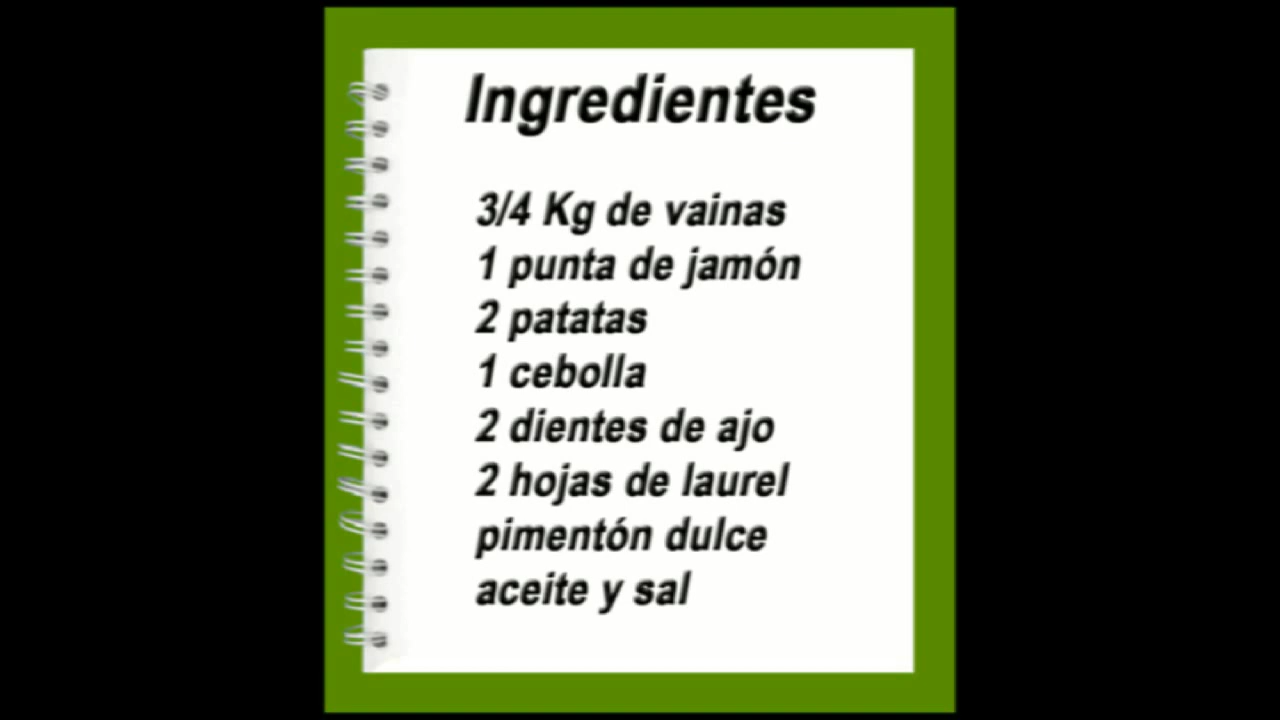 Ingredientes
3/4 Kg de vainas
1 punta de jamón
2 patatas
1 cebolla
2 dientes de ajo
2 hojas de laurel
pimentón dulce
aceite y sal